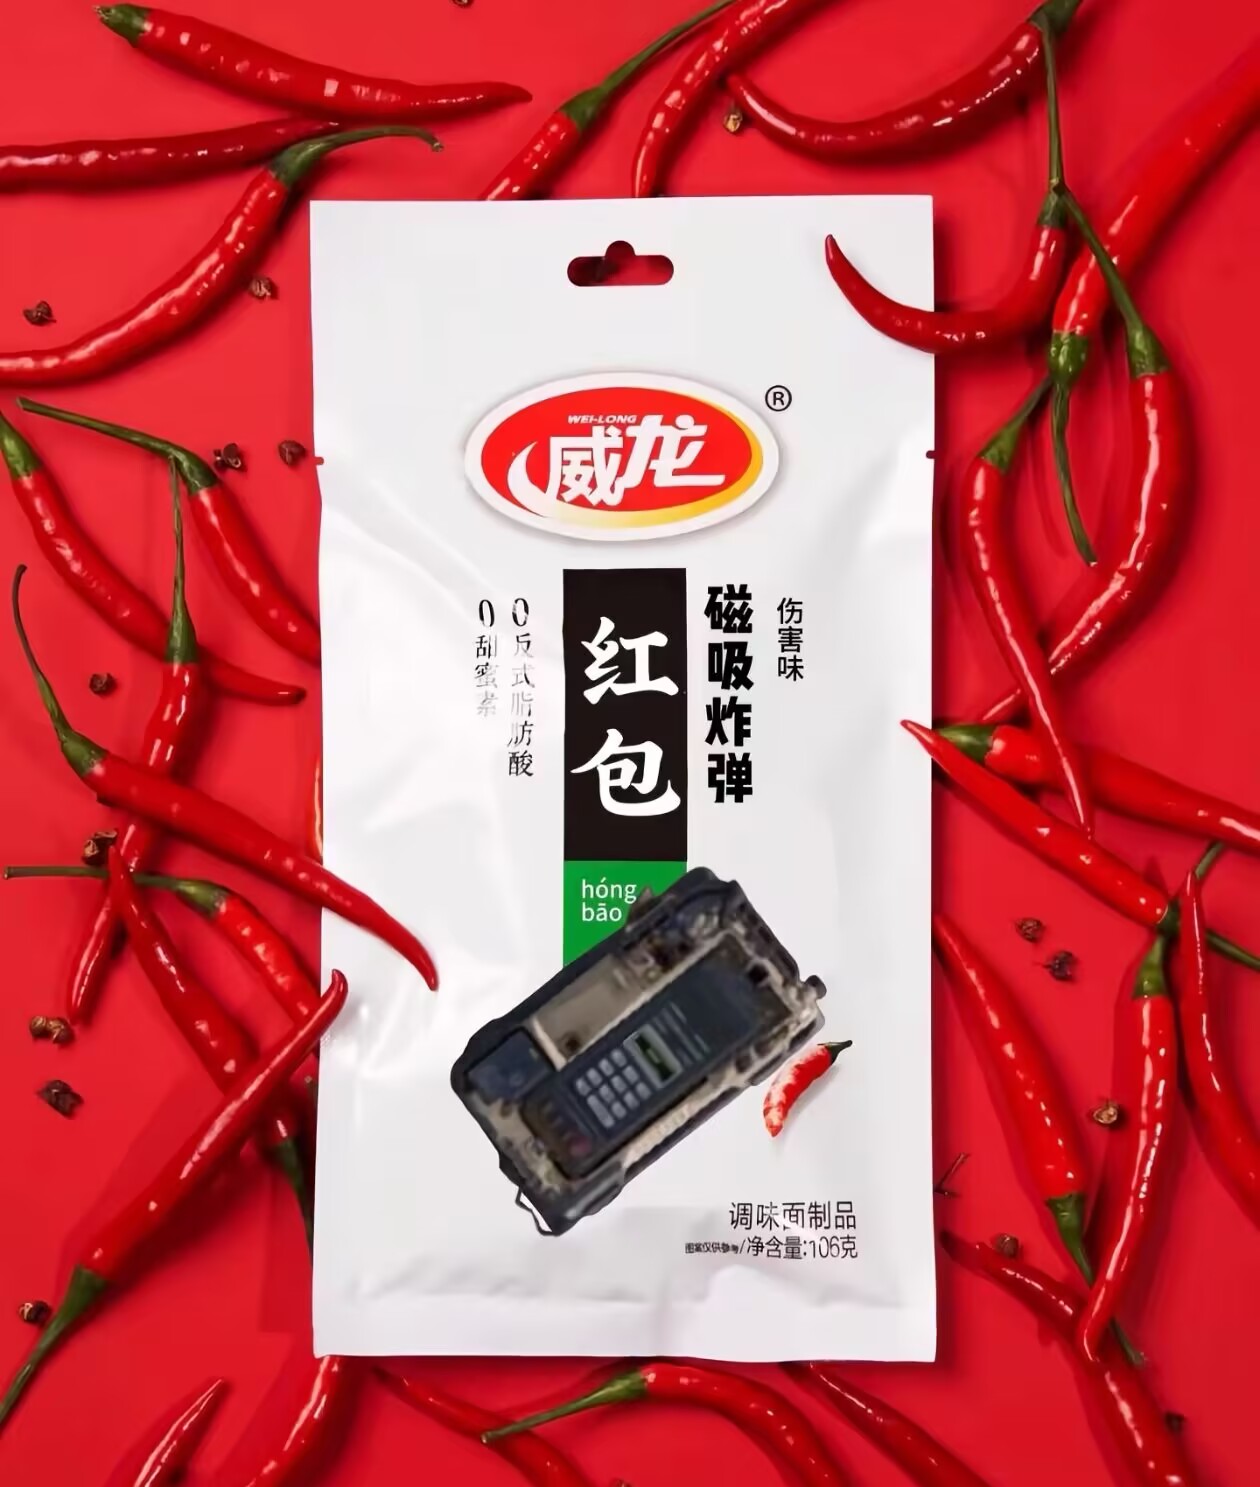 WEI-LONG
威龙
®
伤害味
磁吸炸弹
红包
hóng
bāo
0反式脂肪酸
0甜蜜素
调味面制品
图案仅供参考/净含量:106克